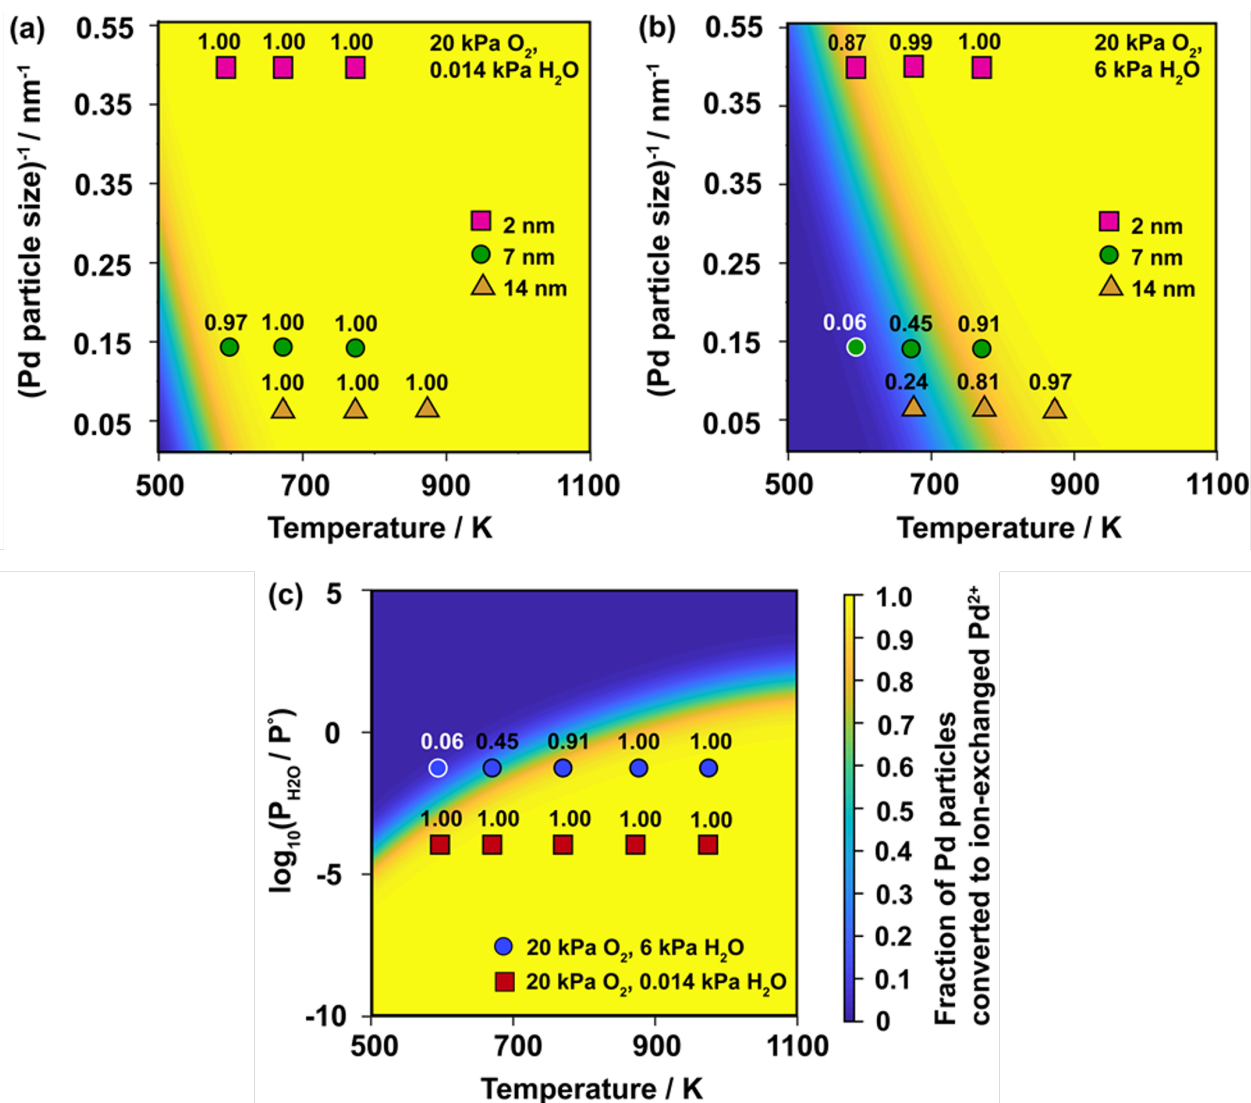 (a)
0.55
0.35
0.35
0.25
0.15
0.05
(Pd particle size)⁻¹ / nm⁻¹
1.00 1.00 1.00
20 kPa O₂,
0.014 kPa H₂O
2 nm
7 nm
14 nm
0.97 1.00 1.00
1.00 1.00 1.00
500 700 900 1100
Temperature / K
(b)
0.55
0.35
0.35
0.25
0.15
0.05
(Pd particle size)⁻¹ / nm⁻¹
0.87 0.99 1.00
20 kPa O₂,
6 kPa H₂O
2 nm
7 nm
14 nm
0.06 0.45 0.91
0.24 0.81 0.97
500 700 900 1100
Temperature / K
(c)
5
0
-5
-10
log₁₀(P_H2O / P°)
0.06 0.45 0.91 1.00 1.00
1.00 1.00 1.00 1.00 1.00
20 kPa O₂, 6 kPa H₂O
20 kPa O₂, 0.014 kPa H₂O
500 700 900 1100
Temperature / K
1.0
0.9
0.8
0.7
0.6
0.5
0.4
0.3
0.2
0.1
0
Fraction of Pd particles
converted to ion-exchanged Pd²⁺